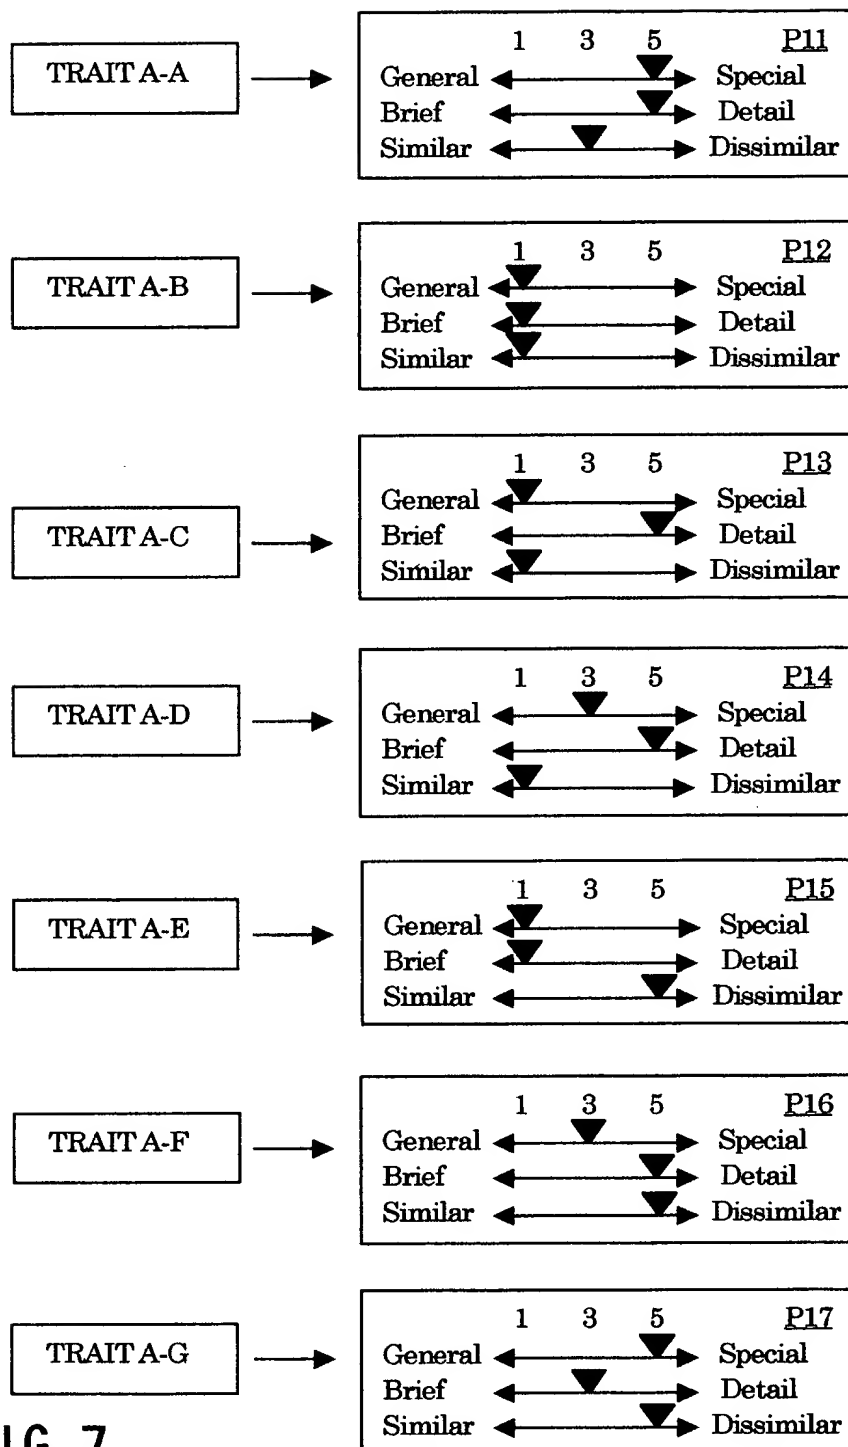 1 3 5 P11
TRAIT A-A
General Special
Brief Detail
Similar Dissimilar
1 3 5 P12
TRAIT A-B
General Special
Brief Detail
Similar Dissimilar
1 3 5 P13
General Special
TRAIT A-C
Brief Detail
Similar Dissimilar
1 3 5 P14
TRAIT A-D
General Special
Brief Detail
Similar Dissimilar
1 3 5 P15
TRAIT A-E
General Special
Brief Detail
Similar Dissimilar
1 3 5 P16
TRAIT A-F
General Special
Brief Detail
Similar Dissimilar
1 3 5 P17
TRAIT A-G
General Special
Brief Detail
Similar Dissimilar
IG. 7